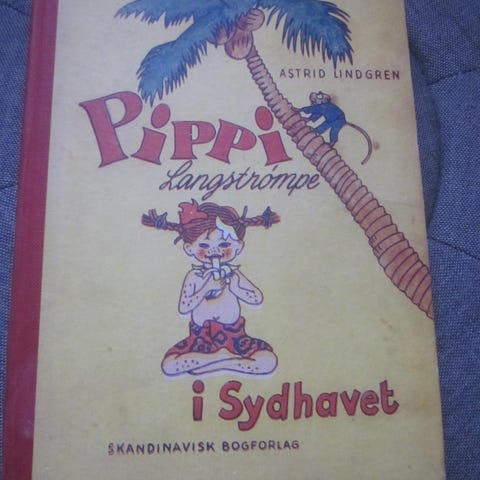 ASTRID LINDGREN
PiPPi
Langstrømpe
i Sydhavet
SKANDINAVISK BOGFORLAG